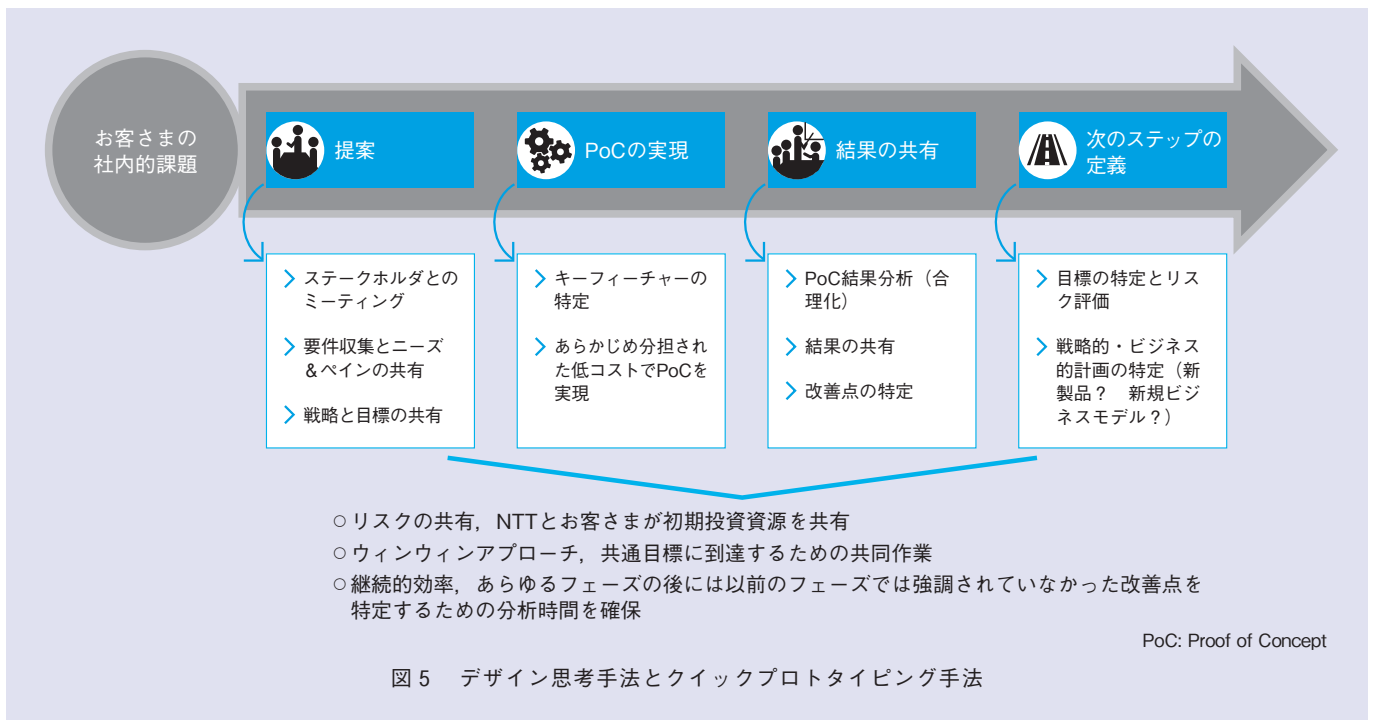 お客さまの
社内的課題
提案
PoCの実現
結果の共有
次のステップの
定義
ステークホルダとの
ミーティング
要件収集とニーズ
&ペインの共有
戦略と目標の共有
キーフィーチャーの
特定
あらかじめ分担され
た低コストでPoCを
実現
PoC結果分析（合
理化）
結果の共有
改善点の特定
目標の特定とリス
ク評価
戦略的・ビジネス
的計画の特定（新
製品？　新規ビジ
ネスモデル？）
○リスクの共有，NTTとお客さまが初期投資資源を共有
○ウィンウィンアプローチ，共通目標に到達するための共同作業
○継続的効率，あらゆるフェーズの後には以前のフェーズでは強調されていなかった改善点を
特定するための分析時間を確保
PoC: Proof of Concept
図5　デザイン思考手法とクイックプロトタイピング手法